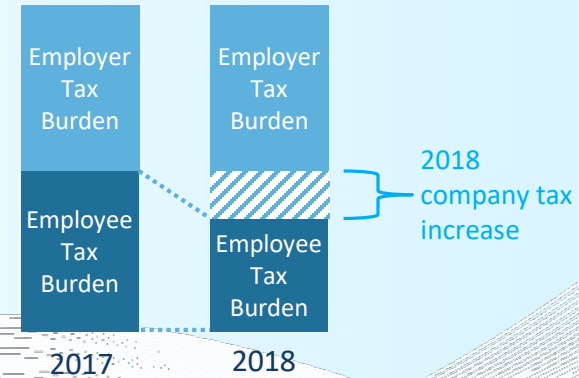 Employer
Tax
Burden
Employer
Tax
Burden
2018
company tax
increase
Employee
Tax
Burden
Employee
Tax
Burden
2017
2018